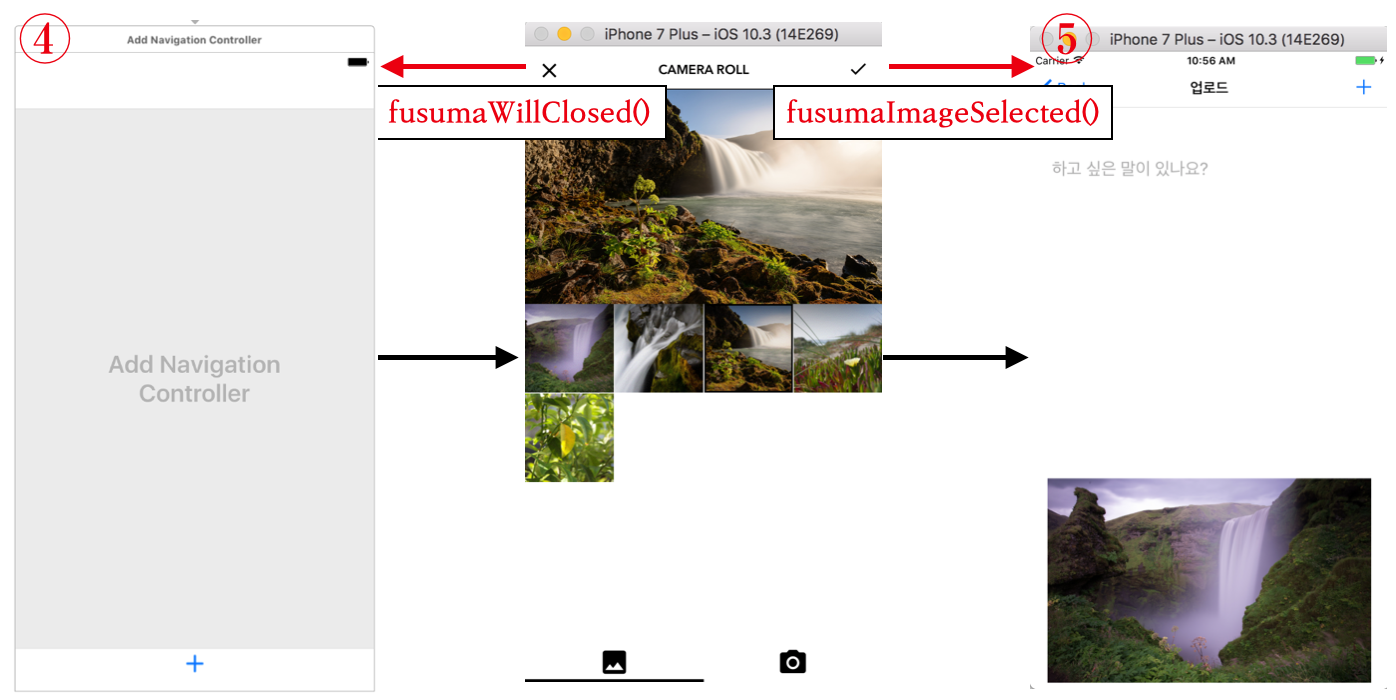 ④
Add Navigation Controller
Add Navigation
Controller
iPhone 7 Plus – iOS 10.3 (14E269)
CAMERA ROLL
fusumaWillClosed()
fusumaImageSelected()
⑤
iPhone 7 Plus – iOS 10.3 (14E269)
Carrier
10:56 AM
업로드
하고 싶은 말이 있나요?